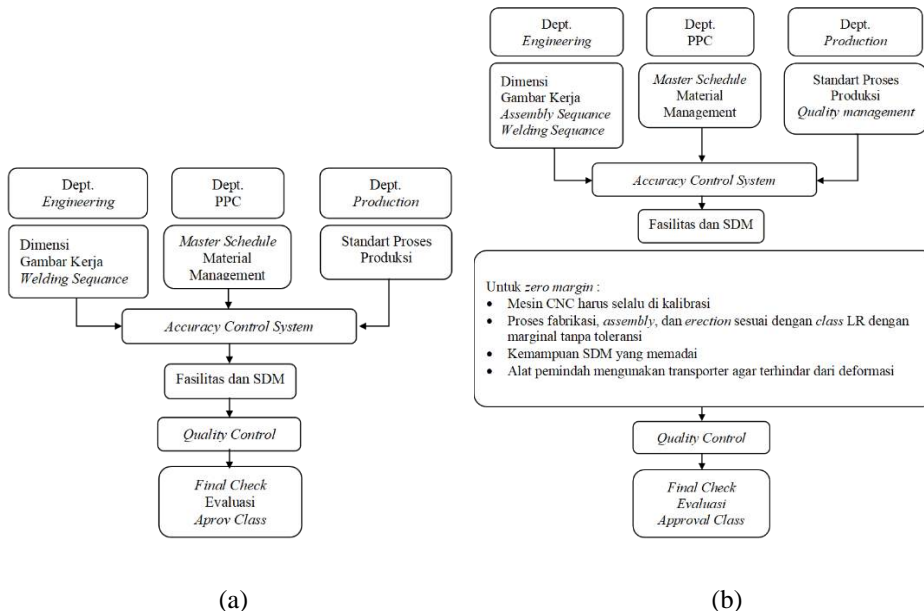 Dept.
Engineering
Dept.
PPC
Dept.
Production
Dimensi
Gambar Kerja
Welding Sequance
Master Schedule
Material
Management
Standart Proses
Produksi
Accuracy Control System
Fasilitas dan SDM
Quality Control
Final Check
Evaluasi
Aprov Class
(a)
Dept.
Engineering
Dept.
PPC
Dept.
Production
Dimensi
Gambar Kerja
Assembly Sequance
Welding Sequance
Master Schedule
Material
Management
Standart Proses
Produksi
Quality management
Accuracy Control System
Fasilitas dan SDM
Untuk zero margin :
• Mesin CNC harus selalu di kalibrasi
• Proses fabrikasi, assembly, dan erection sesuai dengan class LR dengan
marginal tanpa toleransi
• Kemampuan SDM yang memadai
• Alat pemindah mengunakan transporter agar terhindar dari deformasi
Quality Control
Final Check
Evaluasi
Approval Class
(b)